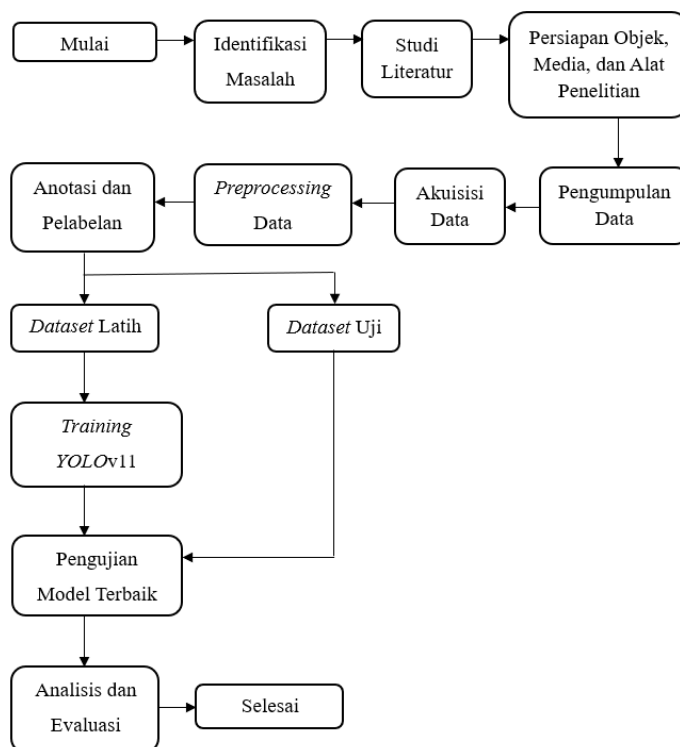 Mulai
Identifikasi
Masalah
Studi
Literatur
Persiapan Objek,
Media, dan Alat
Penelitian
Pengumpulan
Data
Akuisisi
Data
Preprocessing
Data
Anotasi dan
Pelabelan
Dataset Latih
Dataset Uji
Training
YOLOv11
Pengujian
Model Terbaik
Analisis dan
Evaluasi
Selesai